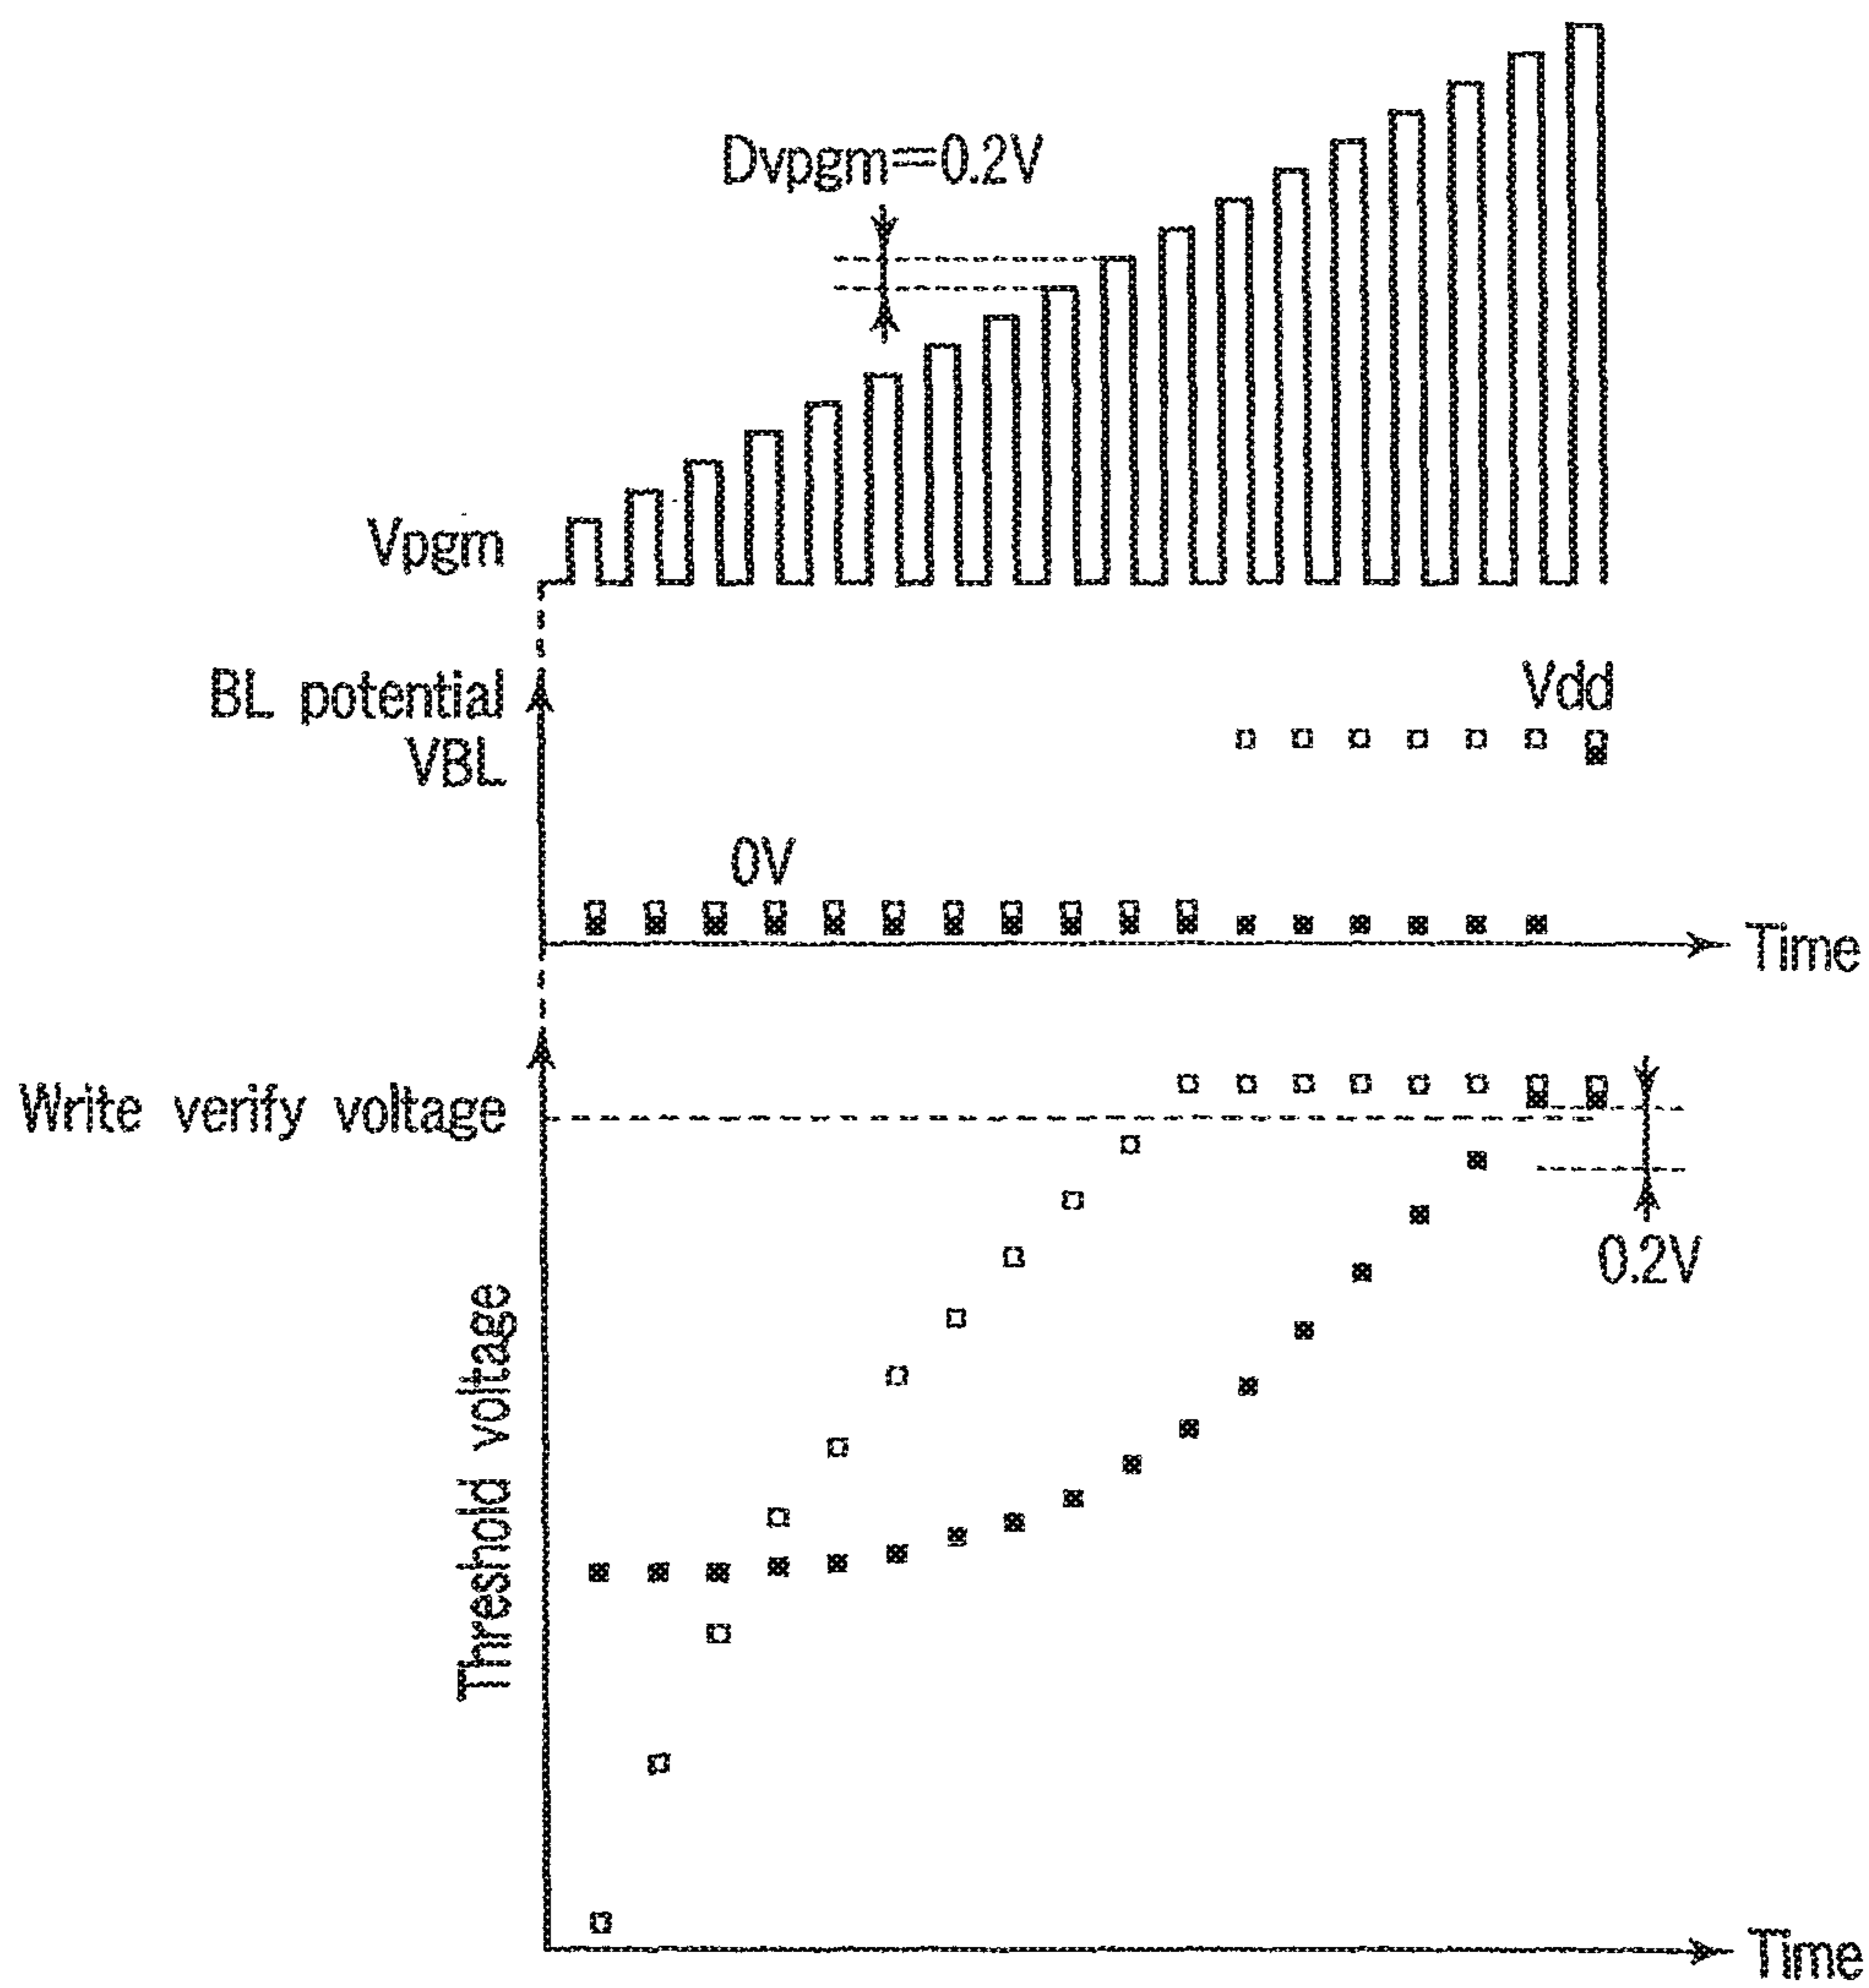 Dvpgm=0.2V
Vpgm
BL potential
VBL
Vdd
0V
Time
Write verify voltage
0.2V
Threshold voltage
Time